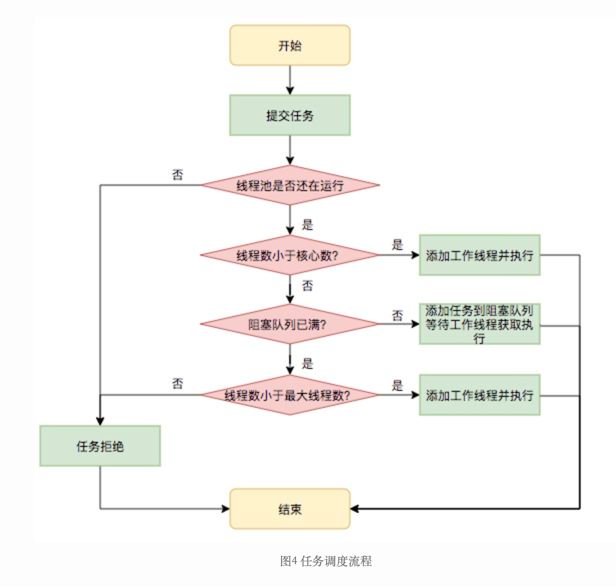 开始
提交任务
否
线程池是否还在运行
是
线程数小于核心数?
是
添加工作线程并执行
否
阻塞队列已满?
否
添加任务到阻塞队列
等待工作线程获取执
行
是
否
线程数小于最大线程数?
是
添加工作线程并执行
任务拒绝
结束
图4 任务调度流程